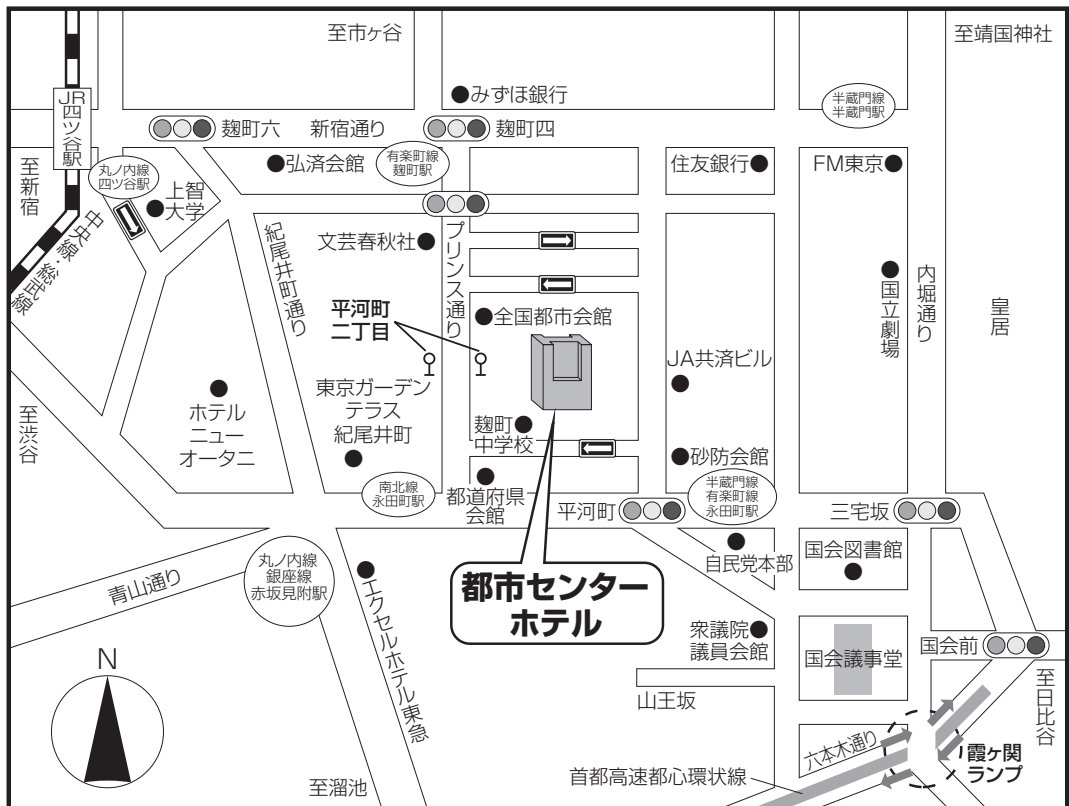 至市ヶ谷
至靖国神社
みずほ銀行
半蔵門線
半蔵門駅
JR四ツ谷駅
麹町六
新宿通り
麹町四
至新宿
丸ノ内線
四ツ谷駅
弘済会館
有楽町線
麹町駅
住友銀行
FM東京
上智
大学
中央線・総武線
紀尾井町通り
文芸春秋社
プリンス通り
内堀通り
国立劇場
皇居
平河町
二丁目
全国都市会館
JA共済ビル
至渋谷
ホテル
ニュー
オータニ
東京ガーデン
テラス
紀尾井町
麹町
中学校
砂防会館
南北線
永田町駅
都道府県
会館
平河町
半蔵門線
有楽町線
永田町駅
三宅坂
青山通り
丸ノ内線
銀座線
赤坂見附駅
エクセルホテル東急
都市センター
ホテル
自民党本部
国会図書館
衆議院
議員会館
国会議事堂
国会前
N
山王坂
至日比谷
六本木通り
霞ヶ関
ランプ
首都高速都心環状線
至溜池